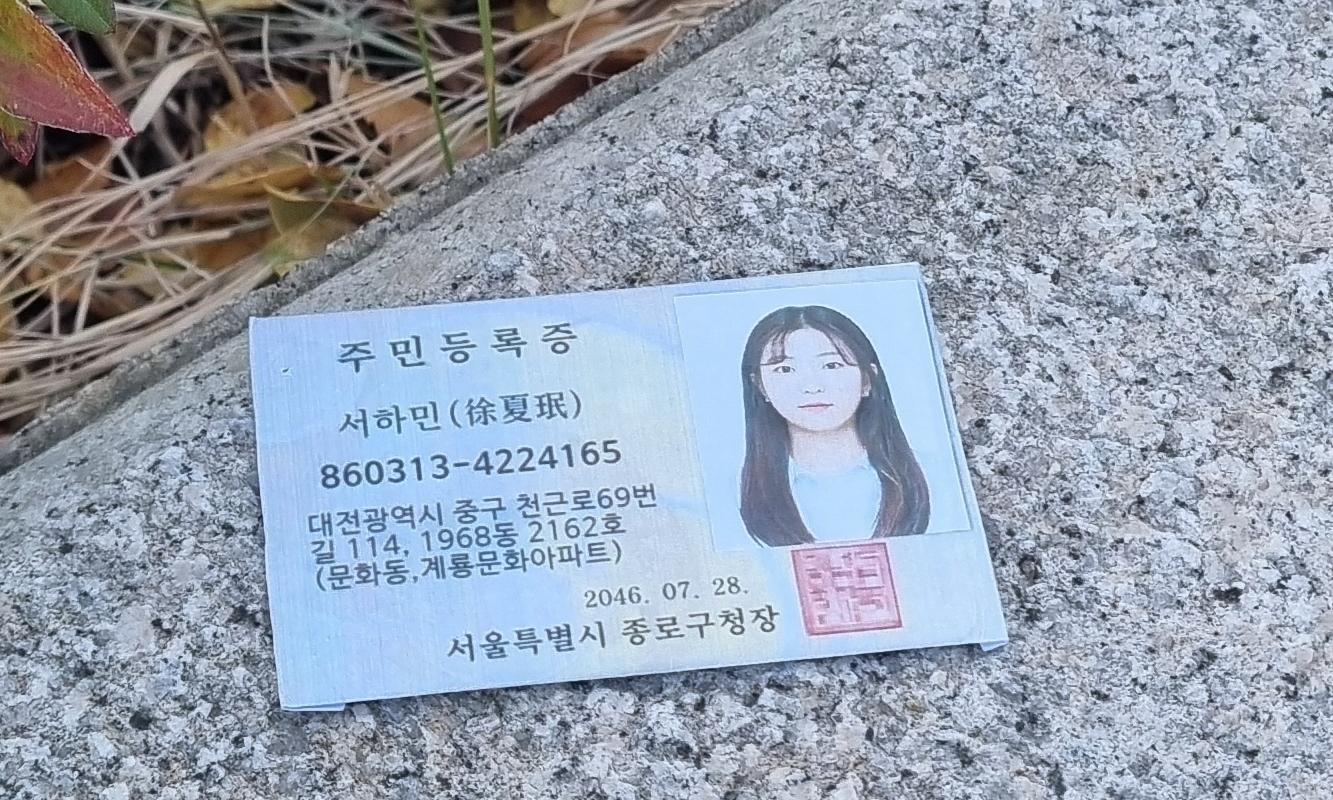 주민등록증
서하민(徐夏珉)
860313-4224165
대전광역시 중구 천근로69번
길 114, 1968동 2162호
(문화동,계룡문화아파트)
2046. 07. 28.
서울특별시 종로구청장